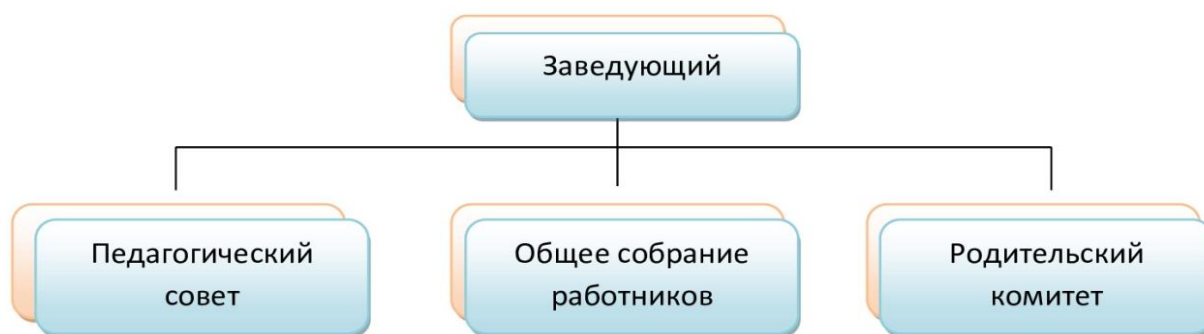 Заведующий
Педагогический
совет
Общее собрание
работников
Родительский
комитет